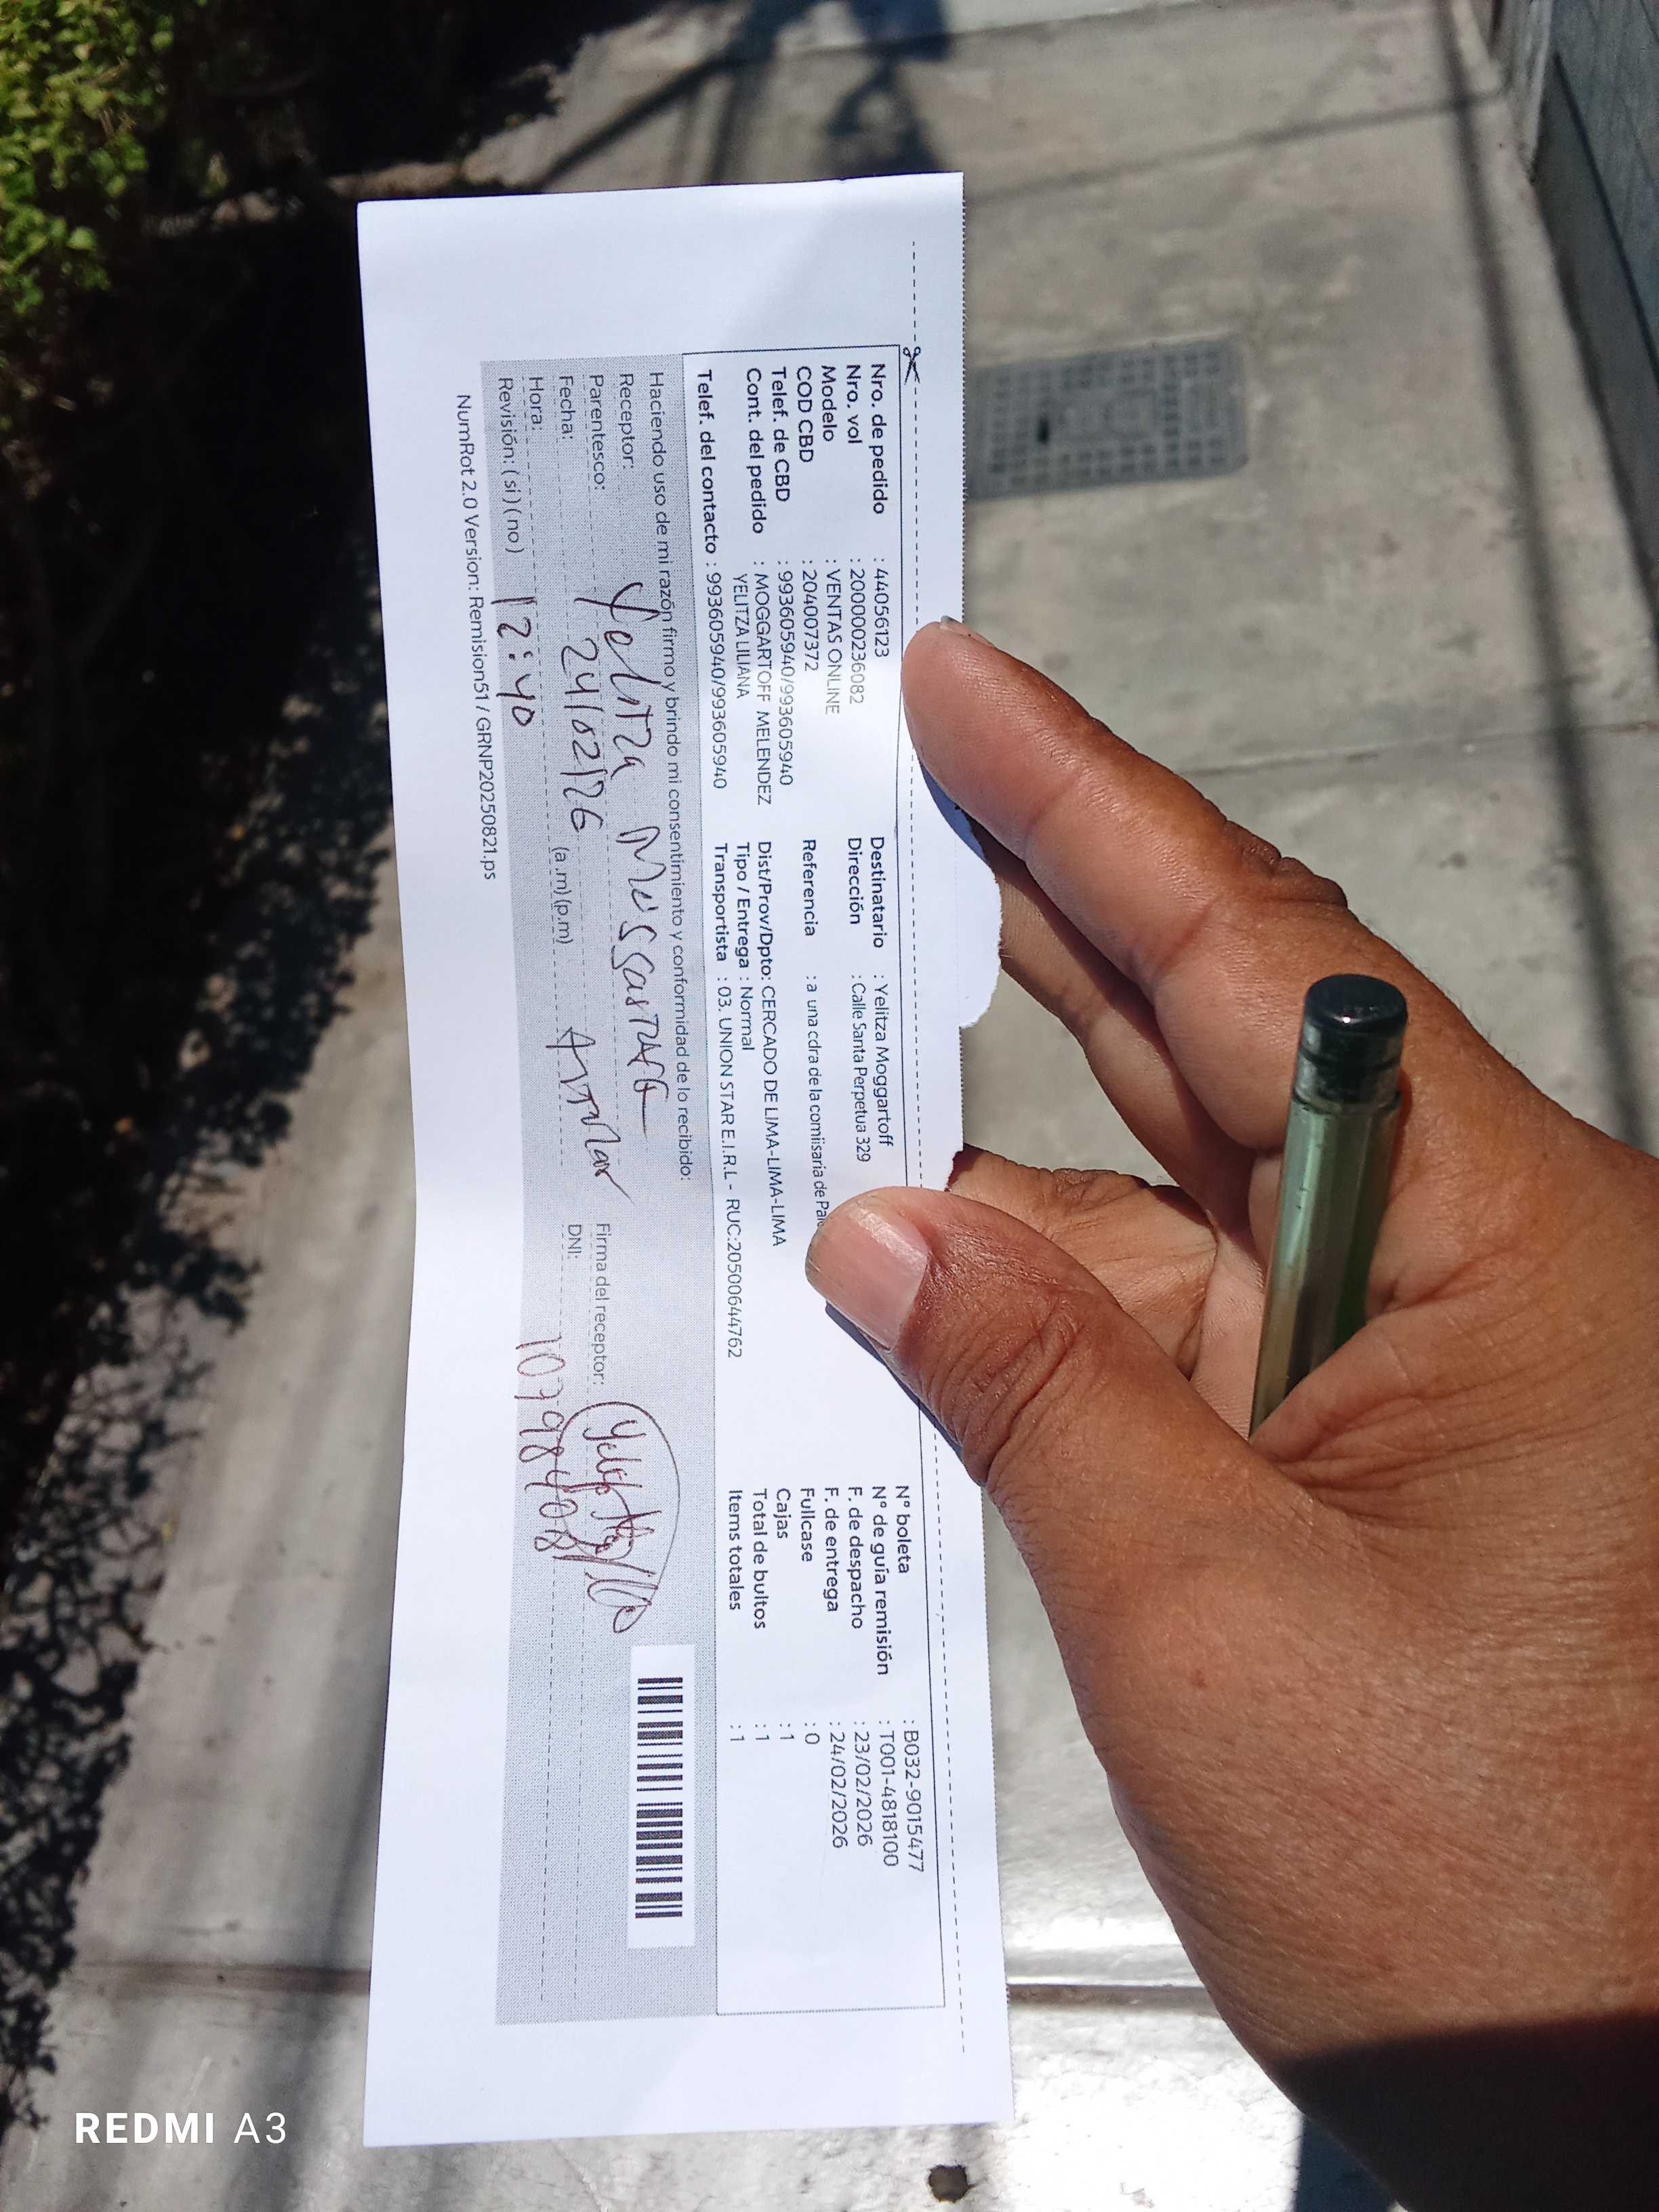 Nro. de pedido : 44056123
Nro. vol : 200000236082
Modelo : VENTAS ONLINE
COD CBD : 204007372
Telef. de CBD : 993605940/993605940
Cont. del pedido : MOGGARTOFF MELENDEZ
YELITZA LILIANA
Telef. del contacto : 993605940/993605940
Destinatario : Yelitza Moggartoff
Dirección : Calle Santa Perpetua 329
Referencia : a una cdra de la comiisaria de
Dist/Prov/Dpto: CERCADO DE LIMA-LIMA-LIMA
Tipo / Entrega : Normal
Transportista : 03. UNION STAR E.I.R.L - RUC:20500644762
N° boleta : B032-9015477
N° de guía remisión : T001-4818100
F. de despacho : 23/02/2026
F. de entrega : 24/02/2026
Fullcase : 0
Cajas : 1
Total de bultos : 1
Items totales : 1
Haciendo uso de mi razón firmo y brindo mi consentimiento y conformidad de lo recibido:
Receptor: Yelitza
Parentesco:
Fecha: 24/02/26
Hora: 12:40 (a.m)(p.m)
Revisión: ( si ) ( no )
Firma del receptor:
DNI: 10798408
NumRot 2.0 Version: Remision51 / GRNP20250821.ps
REDMI A3